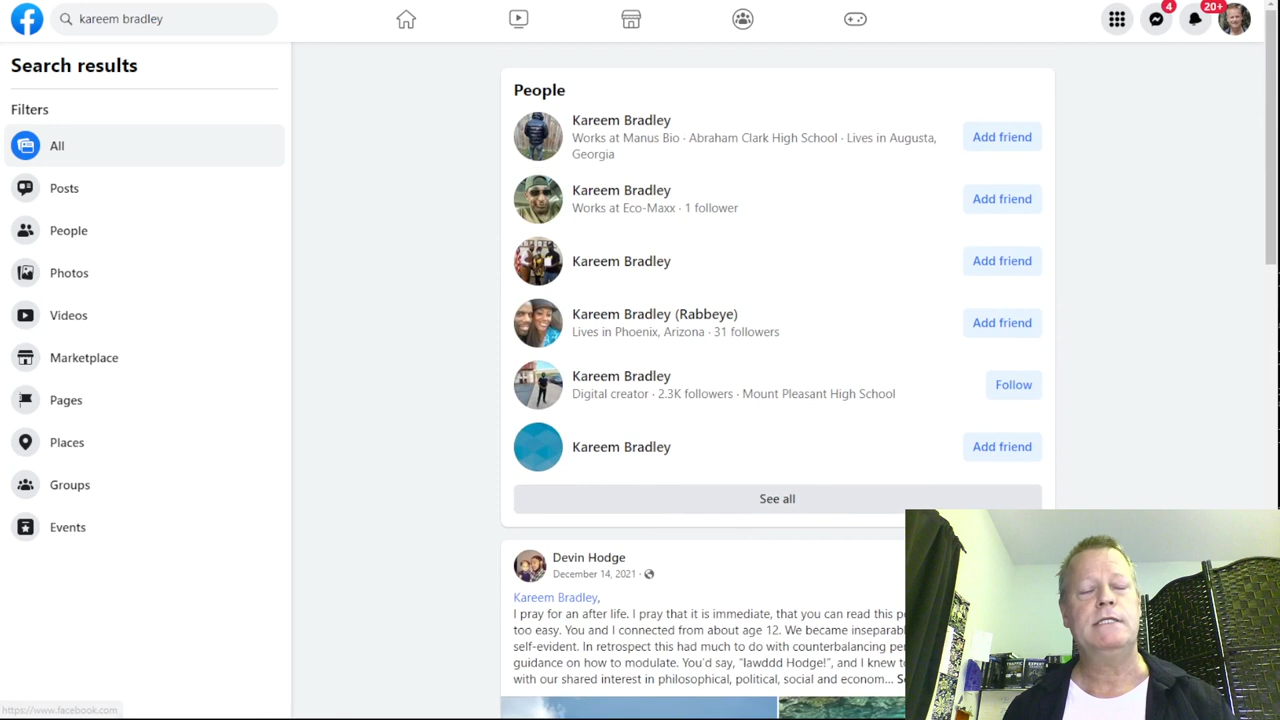 kareem bradley
4
20+
Search results
Filters
All
Posts
People
Photos
Videos
Marketplace
Pages
Places
Groups
Events
People
Kareem Bradley
Works at Manus Bio · Abraham Clark High School · Lives in Augusta,
Georgia
Add friend
Kareem Bradley
Works at Eco-Maxx · 1 follower
Add friend
Kareem Bradley
Add friend
Kareem Bradley (Rabbeye)
Lives in Phoenix, Arizona · 31 followers
Add friend
Kareem Bradley
Digital creator · 2.3K followers · Mount Pleasant High School
Follow
Kareem Bradley
Add friend
See all
Devin Hodge
December 14, 2021 ·
Kareem Bradley,
I pray for an after life. I pray that it is immediate, that you can read this
too easy. You and I connected from about age 12. We became
self-evident. In retrospect this had much to do with counterbalancing
guidance on how to modulate. You'd say, "lawddd Hodge!", and I knew
with our shared interest in philosophical, political, social and econom...
https://www.facebook.com
TRAFFIC
EXPERT